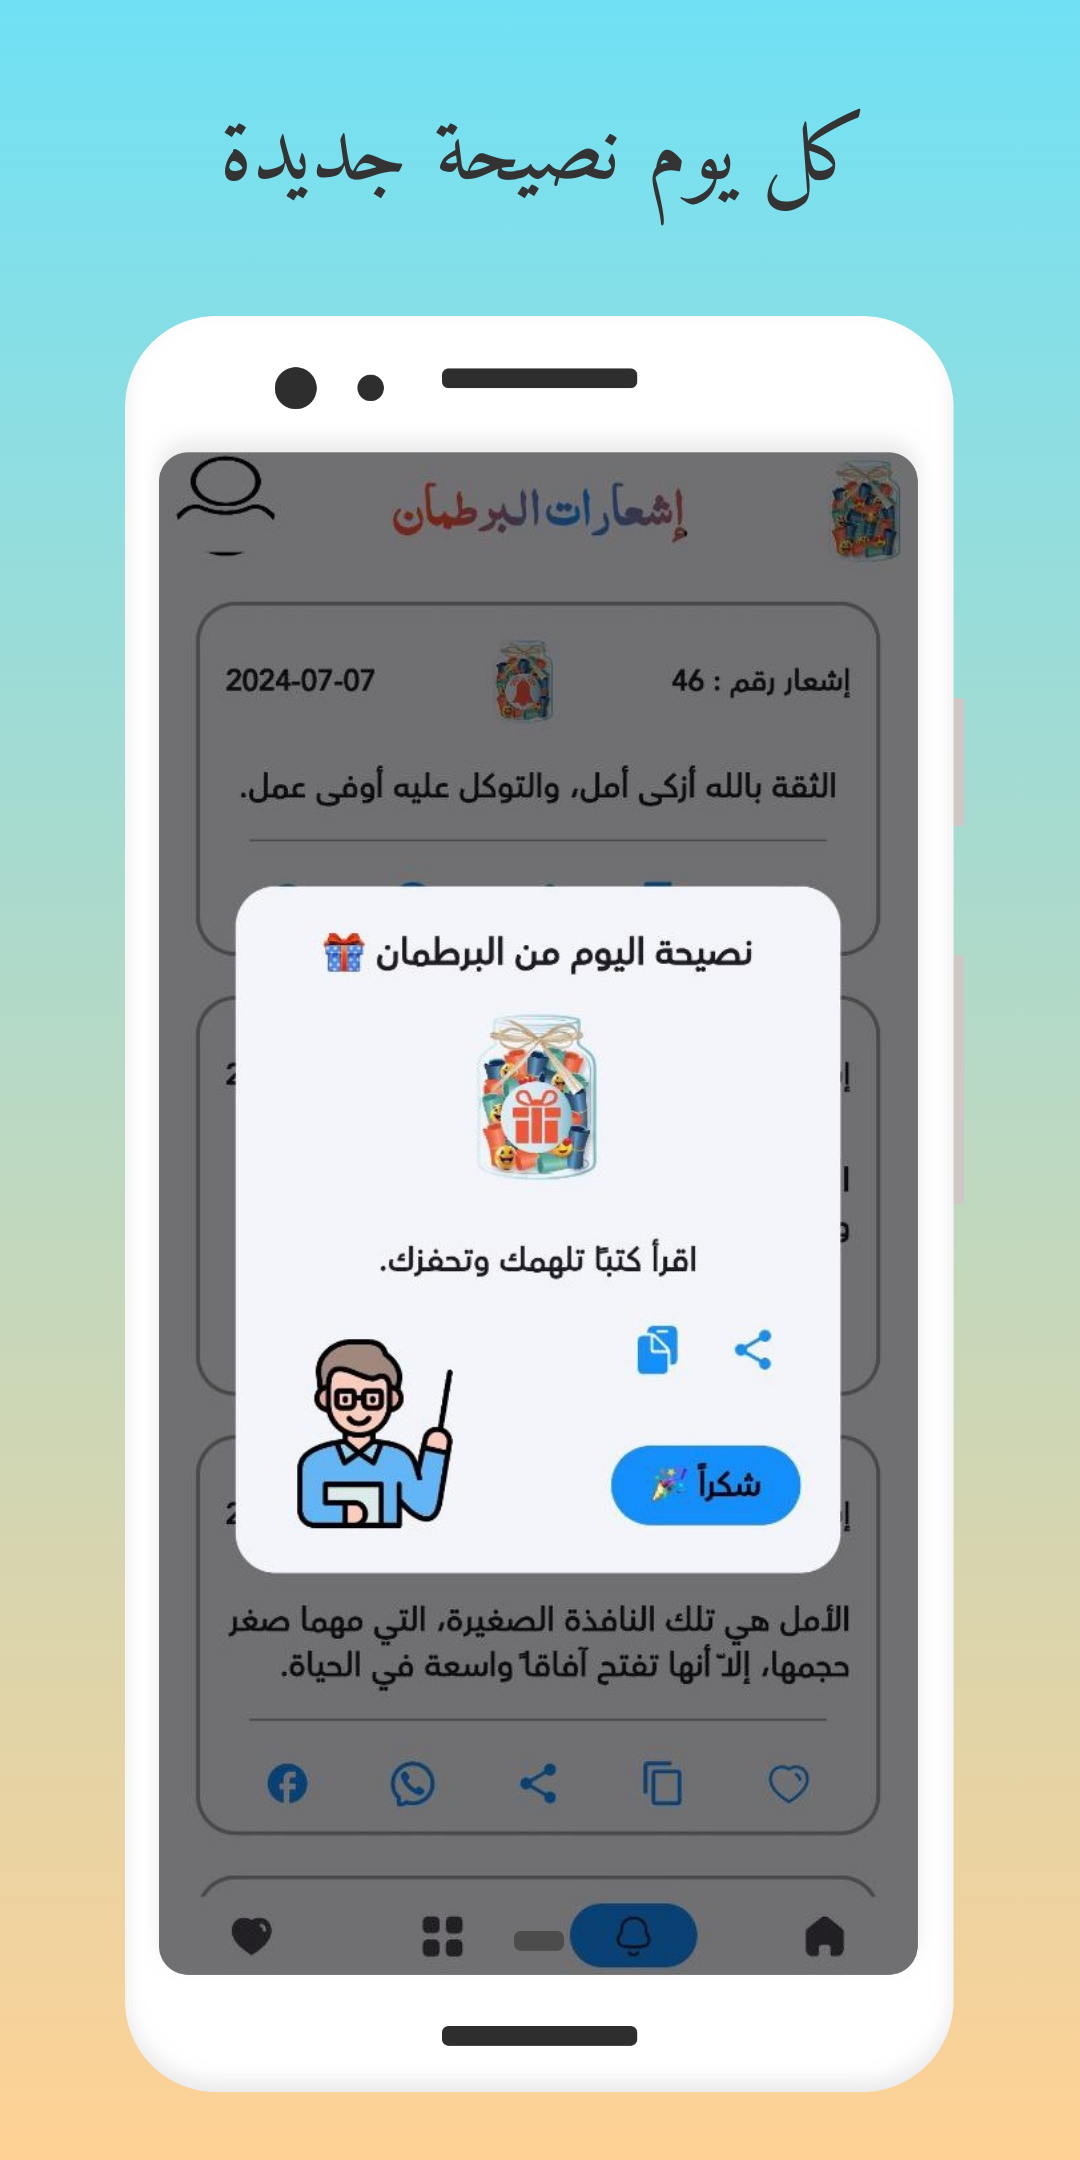 كل يوم نصيحة جديدة
إشعارات البرطمان
إشعار رقم : 46
2024-07-07
الثقة بالله أزكى أمل، والتوكل عليه أوفى عمل.
نصيحة اليوم من البرطمان 🎁
اقرأ كتبًا تلهمك وتحفزك.
شكراً 🎉
الأمل هي تلك النافذة الصغيرة، التي مهما صغر
حجمها، إلاّ أنها تفتح آفاقاً واسعة في الحياة.